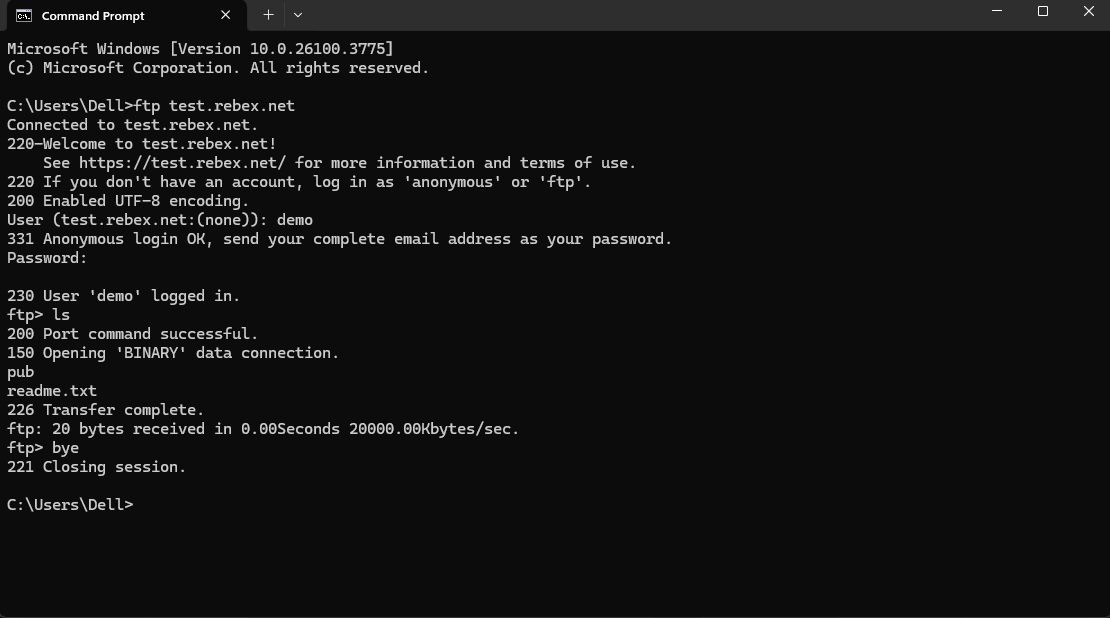 Command Prompt
Microsoft Windows [Version 10.0.26100.3775]
(c) Microsoft Corporation. All rights reserved.
C:\Users\Dell>ftp test.rebex.net
Connected to test.rebex.net.
220-Welcome to test.rebex.net!
    See https://test.rebex.net/ for more information and terms of use.
220 If you don't have an account, log in as 'anonymous' or 'ftp'.
200 Enabled UTF-8 encoding.
User (test.rebex.net:(none)): demo
331 Anonymous login OK, send your complete email address as your password.
Password:
230 User 'demo' logged in.
ftp> ls
200 Port command successful.
150 Opening 'BINARY' data connection.
pub
readme.txt
226 Transfer complete.
ftp: 20 bytes received in 0.00Seconds 20000.00Kbytes/sec.
ftp> bye
221 Closing session.
C:\Users\Dell>